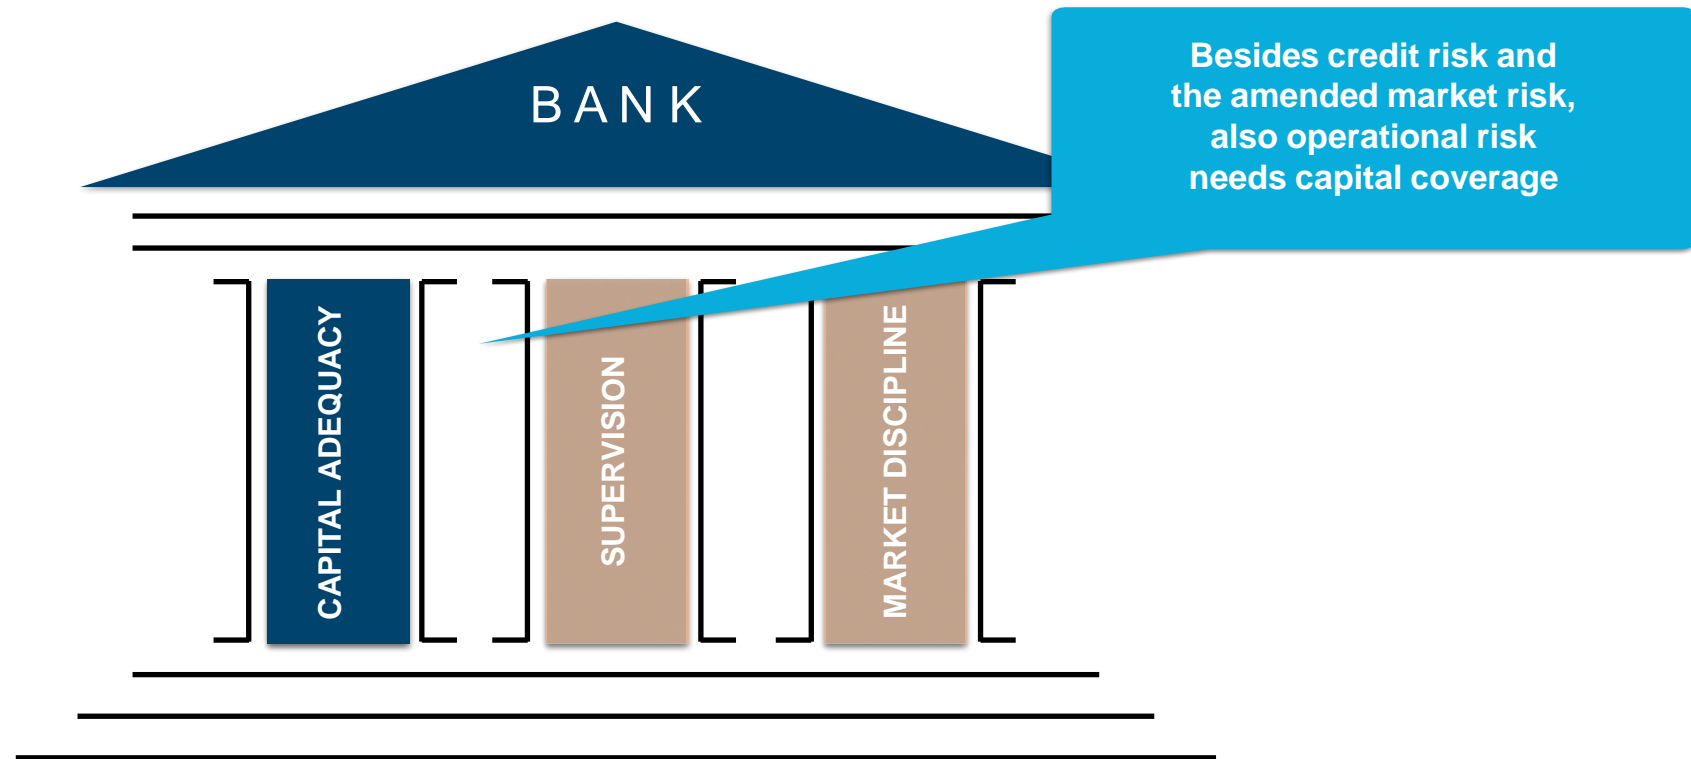 BANK
Besides credit risk and
the amended market risk,
also operational risk
needs capital coverage
CAPITAL ADEQUACY
SUPERVISION
MARKET DISCIPLINE